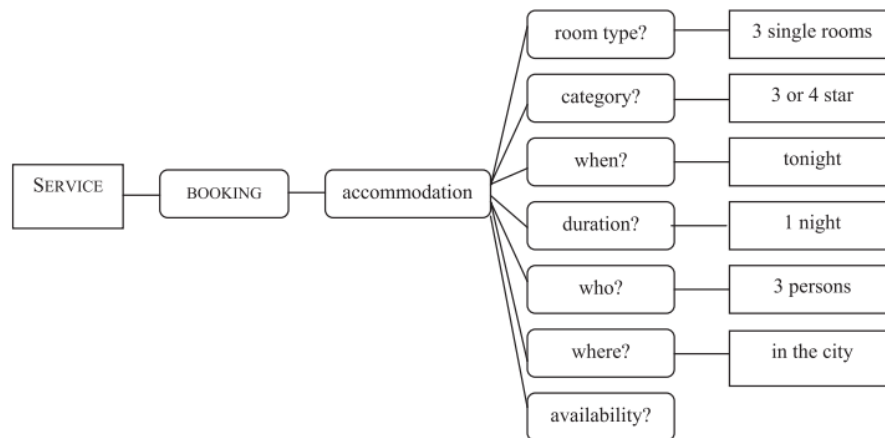 room type?
3 single rooms
category?
3 or 4 star
when?
tonight
SERVICE
BOOKING
accommodation
duration?
1 night
who?
3 persons
where?
in the city
availability?